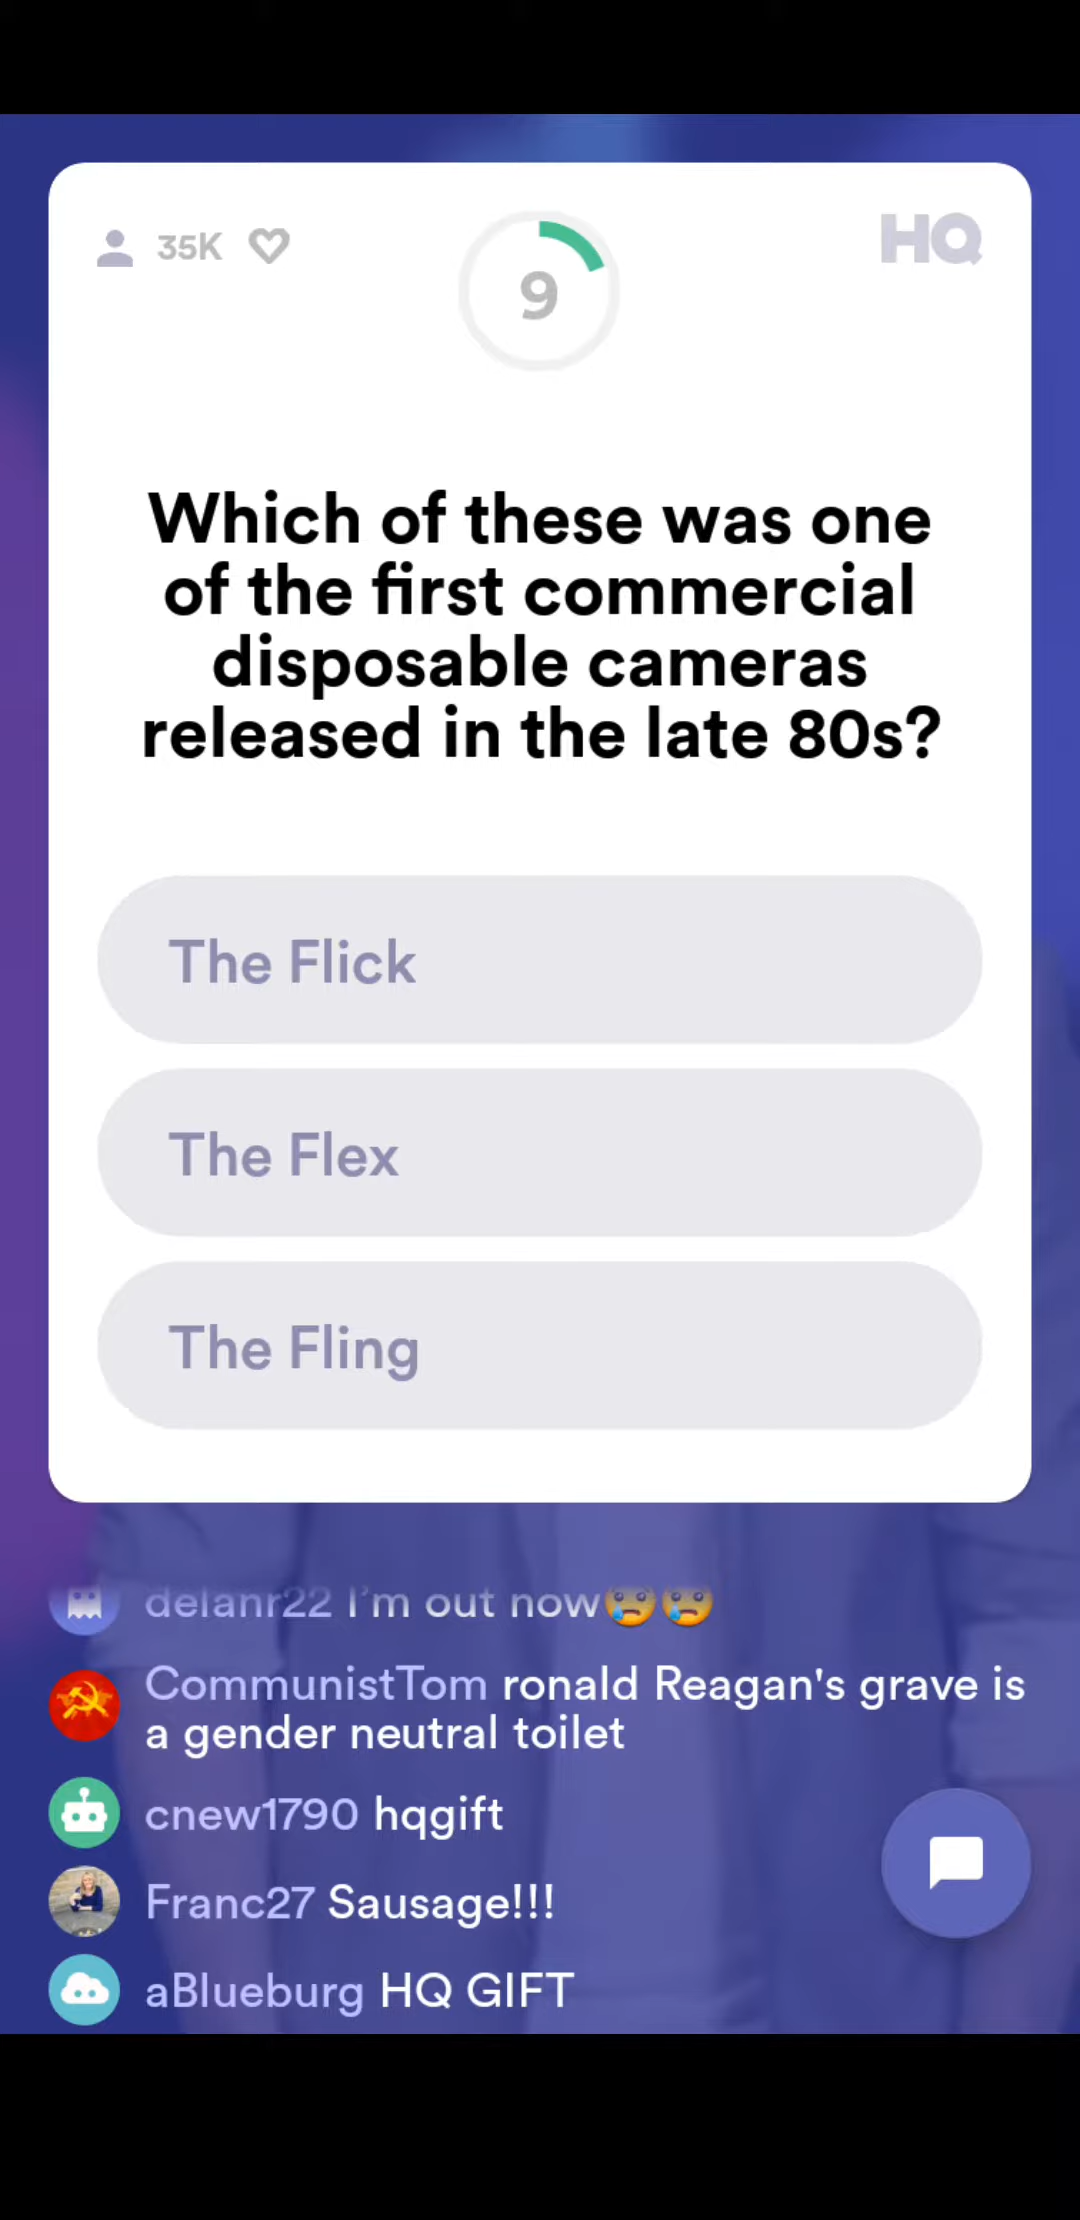 35K
9
HQ
Which of these was one
of the first commercial
disposable cameras
released in the late 80s?
The Flick
The Flex
The Fling
delanr22 I'm out now😢😢
CommunistTom ronald Reagan's grave is
a gender neutral toilet
cnew1790 hqgift
Franc27 Sausage!!!
aBlueburg HQ GIFT